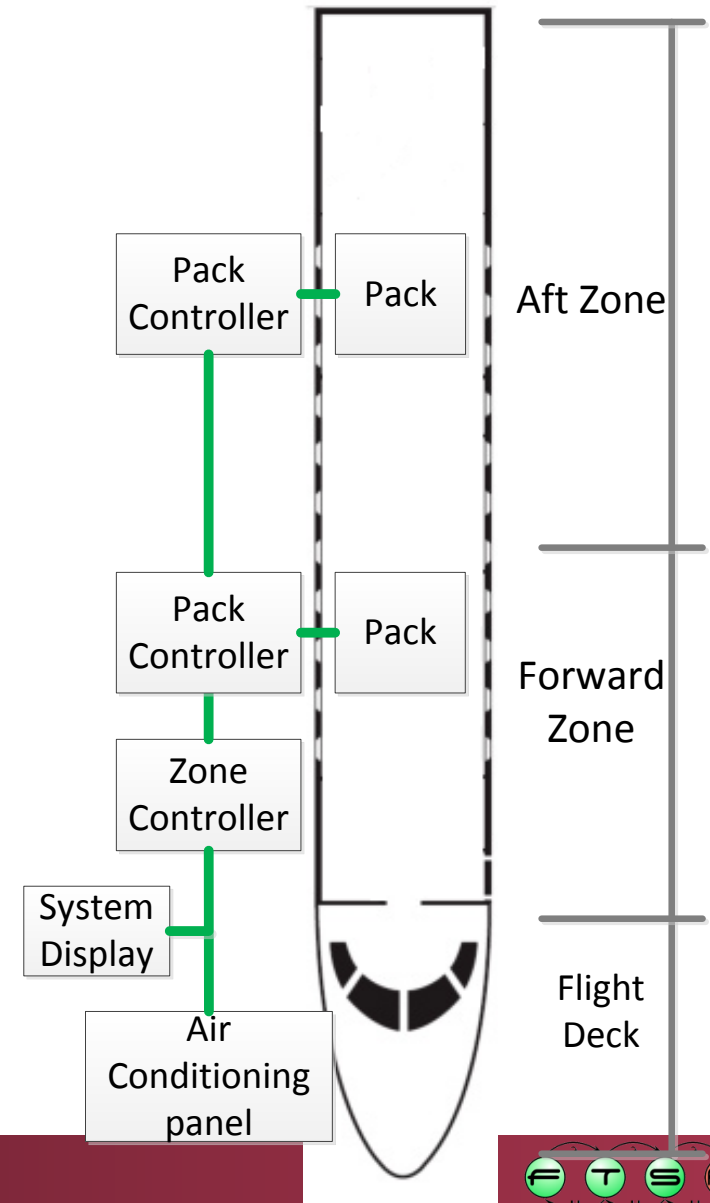 Pack
Controller
Pack
Aft Zone
Pack
Controller
Pack
Forward
Zone
Zone
Controller
System
Display
Flight
Deck
Air
Conditioning
panel
F T S